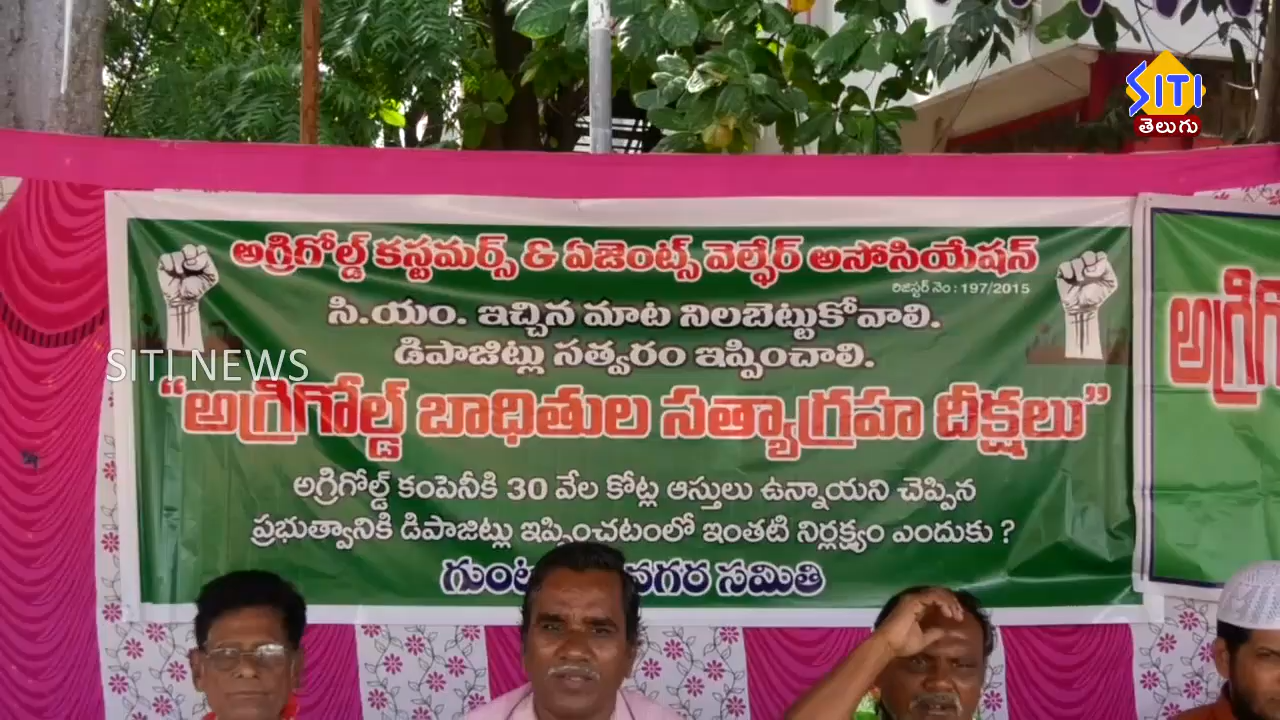 SITI
తెలుగు
అగ్రిగోల్డ్ కస్టమర్స్ & ఏజెంట్స్ వెల్ఫేర్ అసోసియేషన్
రిజిస్టర్ నెం : 197/2015
సి.యం. ఇచ్చిన మాట నిలబెట్టుకోవాలి.
డిపాజిట్లు సత్వరం ఇప్పించాలి.
SITI NEWS
“అగ్రిగోల్డ్ బాధితుల సత్యాగ్రహ దీక్షలు”
అగ్రిగోల్డ్ కంపెనీకి 30 వేల కోట్ల ఆస్తులు ఉన్నాయని చెప్పిన
ప్రభుత్వానికి డిపాజిట్లు ఇప్పించటంలో ఇంతటి నిర్లక్ష్యం ఎందుకు ?
నగర సమితి